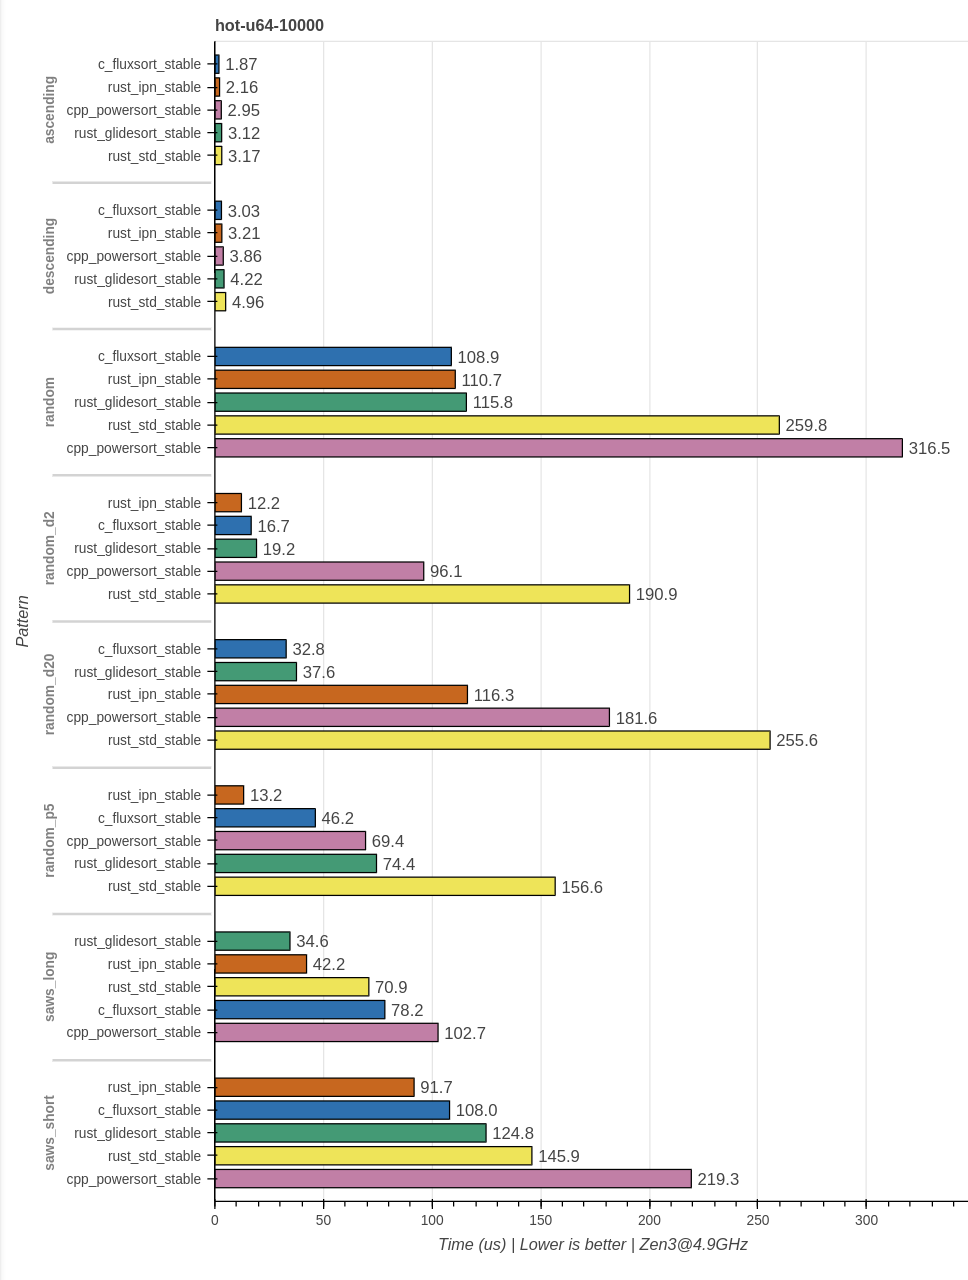 hot-u64-10000
ascending
c_fluxsort_stable 1.87
rust_ipn_stable 2.16
cpp_powersort_stable 2.95
rust_glidesort_stable 3.12
rust_std_stable 3.17
descending
c_fluxsort_stable 3.03
rust_ipn_stable 3.21
cpp_powersort_stable 3.86
rust_glidesort_stable 4.22
rust_std_stable 4.96
random
c_fluxsort_stable 108.9
rust_ipn_stable 110.7
rust_glidesort_stable 115.8
rust_std_stable 259.8
cpp_powersort_stable 316.5
random_d2
rust_ipn_stable 12.2
c_fluxsort_stable 16.7
rust_glidesort_stable 19.2
cpp_powersort_stable 96.1
rust_std_stable 190.9
Pattern
random_d20
c_fluxsort_stable 32.8
rust_glidesort_stable 37.6
rust_ipn_stable 116.3
cpp_powersort_stable 181.6
rust_std_stable 255.6
random_p5
rust_ipn_stable 13.2
c_fluxsort_stable 46.2
cpp_powersort_stable 69.4
rust_glidesort_stable 74.4
rust_std_stable 156.6
saws_long
rust_glidesort_stable 34.6
rust_ipn_stable 42.2
rust_std_stable 70.9
c_fluxsort_stable 78.2
cpp_powersort_stable 102.7
saws_short
rust_ipn_stable 91.7
c_fluxsort_stable 108.0
rust_glidesort_stable 124.8
rust_std_stable 145.9
cpp_powersort_stable 219.3
0 50 100 150 200 250 300
Time (us) | Lower is better | Zen3@4.9GHz